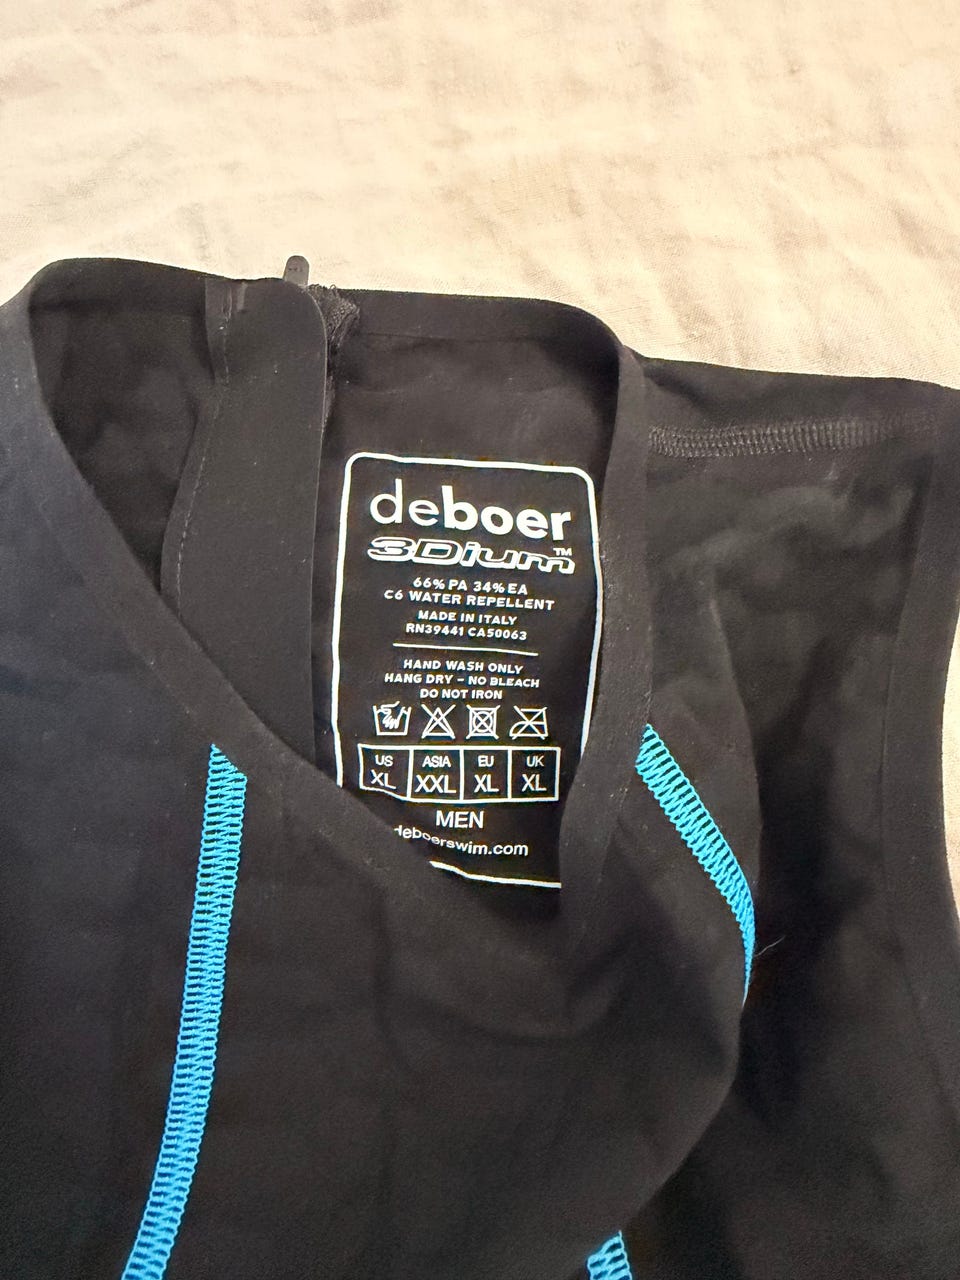 deboer
3Dium™
66% PA 34% EA
C6 WATER REPELLENT
MADE IN ITALY
RN39441 CA50063
HAND WASH ONLY
HANG DRY – NO BLEACH
DO NOT IRON
US ASIA EU UK
XL XXL XL XL
MEN
deboerswim.com